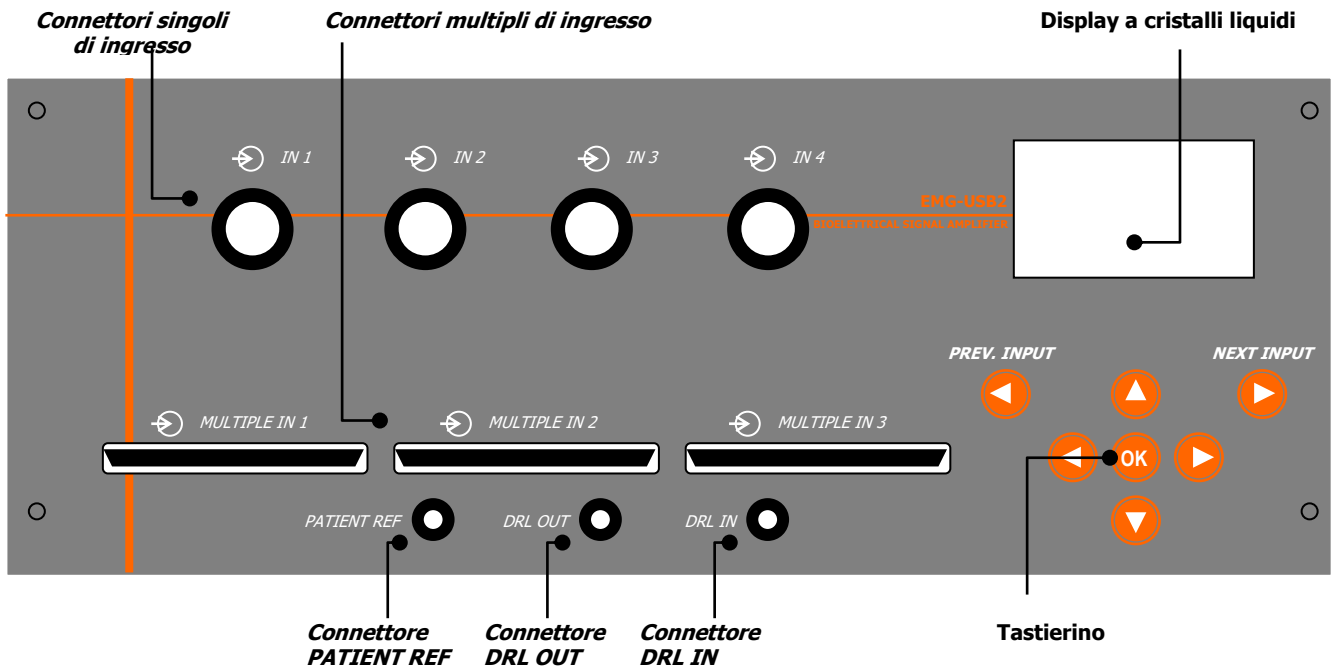 Connettori singoli
di ingresso
Connettori multipli di ingresso
Display a cristalli liquidi
IN 1
IN 2
IN 3
IN 4
EMG-USB2
BIOELETTRICAL SIGNAL AMPLIFIER
PREV. INPUT
NEXT INPUT
MULTIPLE IN 1
MULTIPLE IN 2
MULTIPLE IN 3
OK
PATIENT REF
DRL OUT
DRL IN
Connettore
PATIENT REF
Connettore
DRL OUT
Connettore
DRL IN
Tastierino